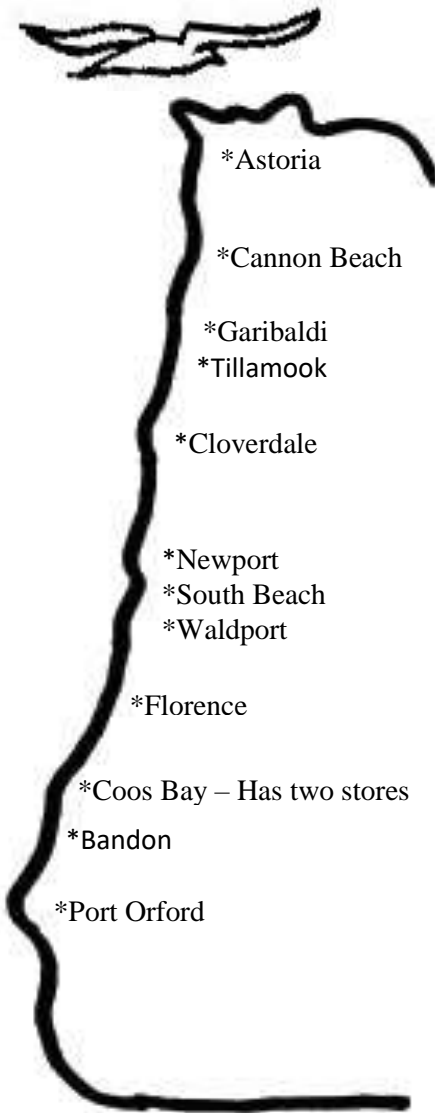 *Astoria
*Cannon Beach
*Garibaldi
*Tillamook
*Cloverdale
*Newport
*South Beach
*Waldport
*Florence
*Coos Bay – Has two stores
*Bandon
*Port Orford